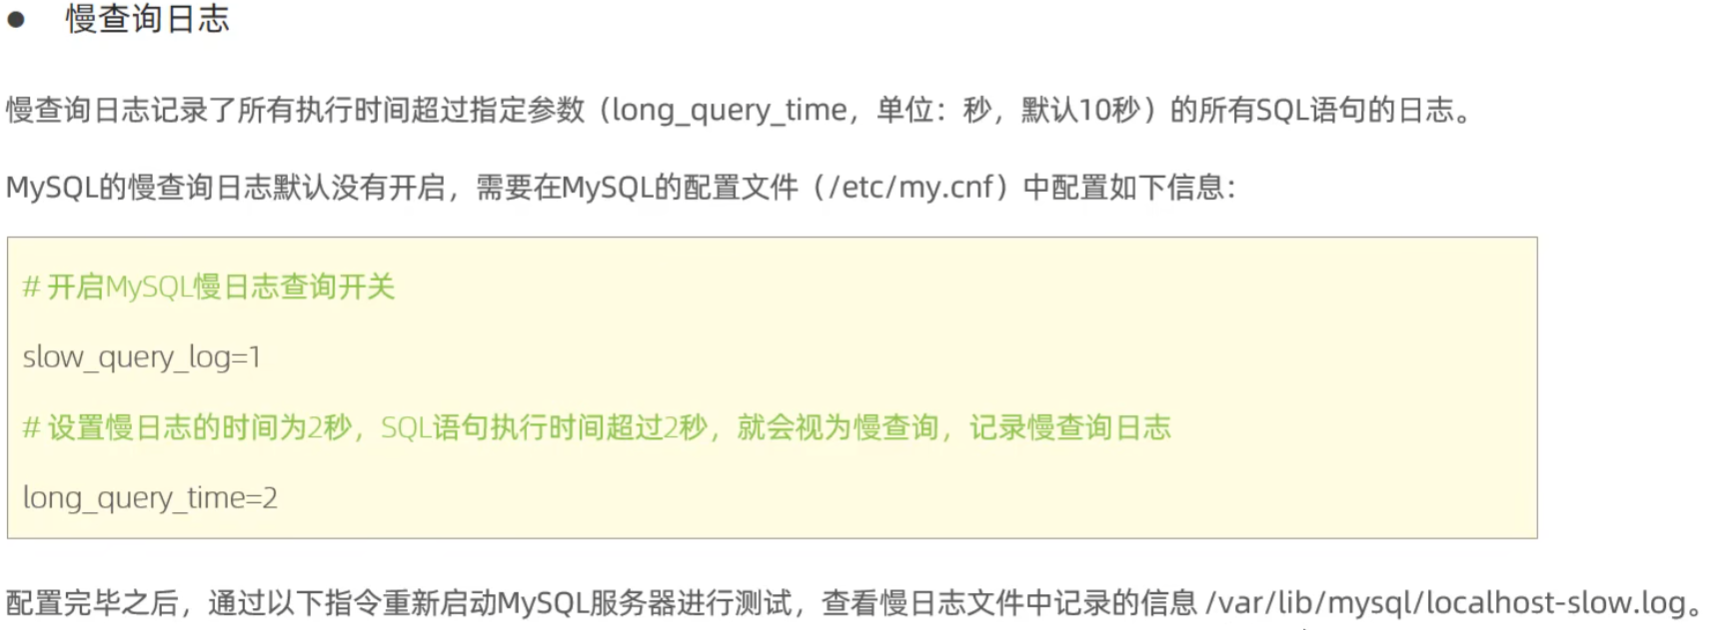 ● 慢查询日志
慢查询日志记录了所有执行时间超过指定参数（long_query_time，单位：秒，默认10秒）的所有SQL语句的日志。
MySQL的慢查询日志默认没有开启，需要在MySQL的配置文件（/etc/my.cnf）中配置如下信息：
# 开启MySQL慢日志查询开关
slow_query_log=1
# 设置慢日志的时间为2秒，SQL语句执行时间超过2秒，就会视为慢查询，记录慢查询日志
long_query_time=2
配置完毕之后，通过以下指令重新启动MySQL服务器进行测试，查看慢日志文件中记录的信息 /var/lib/mysql/localhost-slow.log。